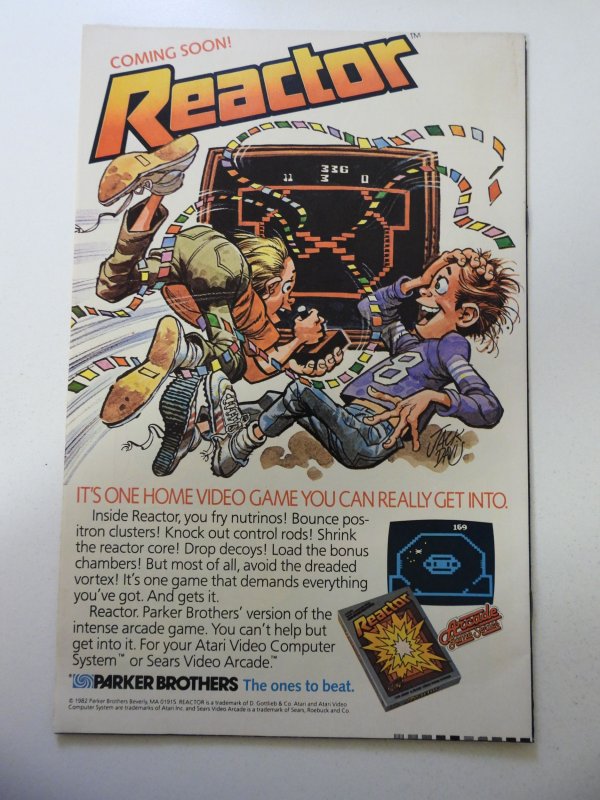 COMING SOON!
Reactor™
336
11 3 0
8
JACK
DAVIS
IT'S ONE HOME VIDEO GAME YOU CAN REALLY GET INTO.
Inside Reactor, you fry nutrinos! Bounce pos-
itron clusters! Knock out control rods! Shrink
the reactor core! Drop decoys! Load the bonus
chambers! But most of all, avoid the dreaded
vortex! It's one game that demands everything
you've got. And gets it.
Reactor. Parker Brothers' version of the
intense arcade game. You can't help but
get into it. For your Atari Video Computer
System™ or Sears Video Arcade.™
169
Reactor
Arcade
PARKER BROTHERS The ones to beat.
© 1982 Parker Brothers Beverly, MA 01915 REACTOR is a trademark of D. Gottlieb & Co. Atari and Atari Video
Computer System are trademarks of Atari Inc. and Sears Video Arcade is a trademark of Sears, Roebuck and Co.